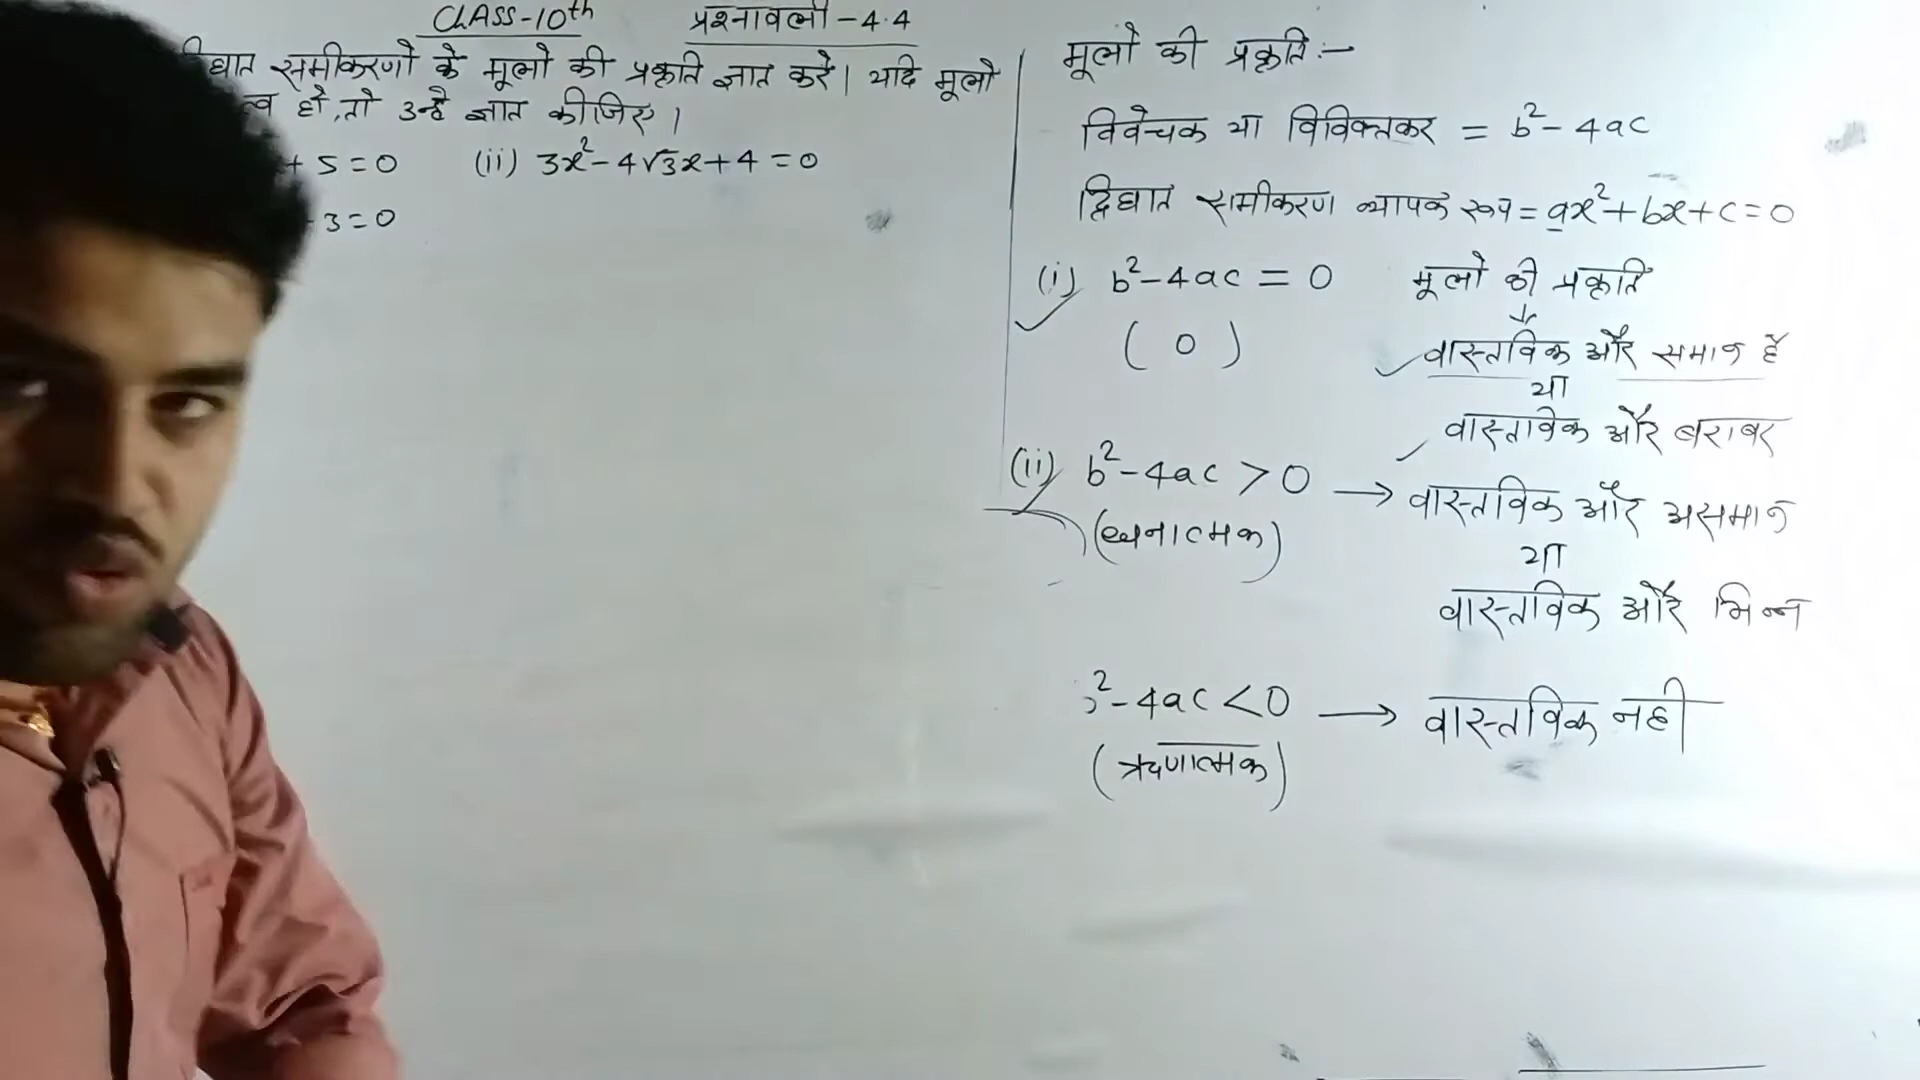 CLASS-10th प्रश्नावली-4.4
समीकरणो के मूलो की प्रकृति ज्ञात करे। यदि मूलो
हो, तो उन्हे ज्ञात कीजिए।
+ 5 = 0 (ii) 3x²-4√3x+4 = 0
3 = 0
मूलो की प्रकृति:-
विवेचक या विविक्तकर = b²-4ac
द्विघात समीकरण व्यापक रूप = ax²+bx+c=0
(i) b²-4ac = 0 मूलो की प्रकृति
(0) वास्तविक और समान है
या
वास्तविक और बराबर
(ii) b²-4ac > 0 → वास्तविक और असमान
(धनात्मक) या
वास्तविक और भिन्न
²-4ac < 0 → वास्तविक नही
(ऋणात्मक)